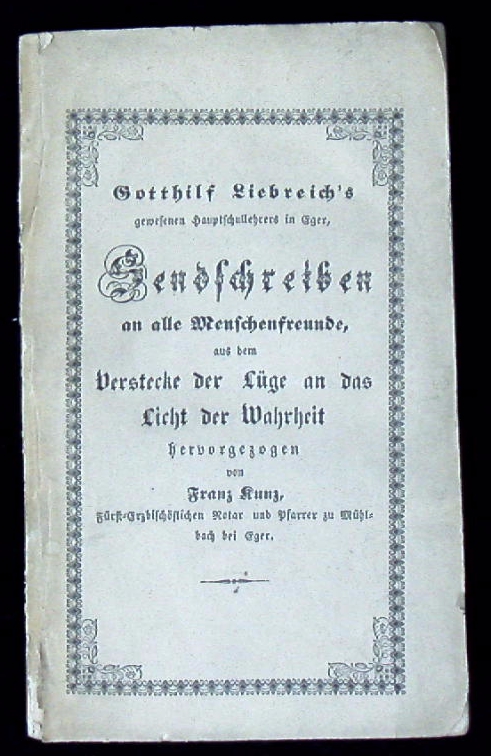 Gotthilf Liebreich's
gewesenen Hauptschullehrers in Eger,
Sendschreiben
an alle Menschenfreunde,
aus dem
Verstecke der Lüge an das
Licht der Wahrheit
hervorgezogen
von
Franz Kunz,
Fürst-Erzbischöflichen Notar und Pfarrer zu Mühl-
bach bei Eger.